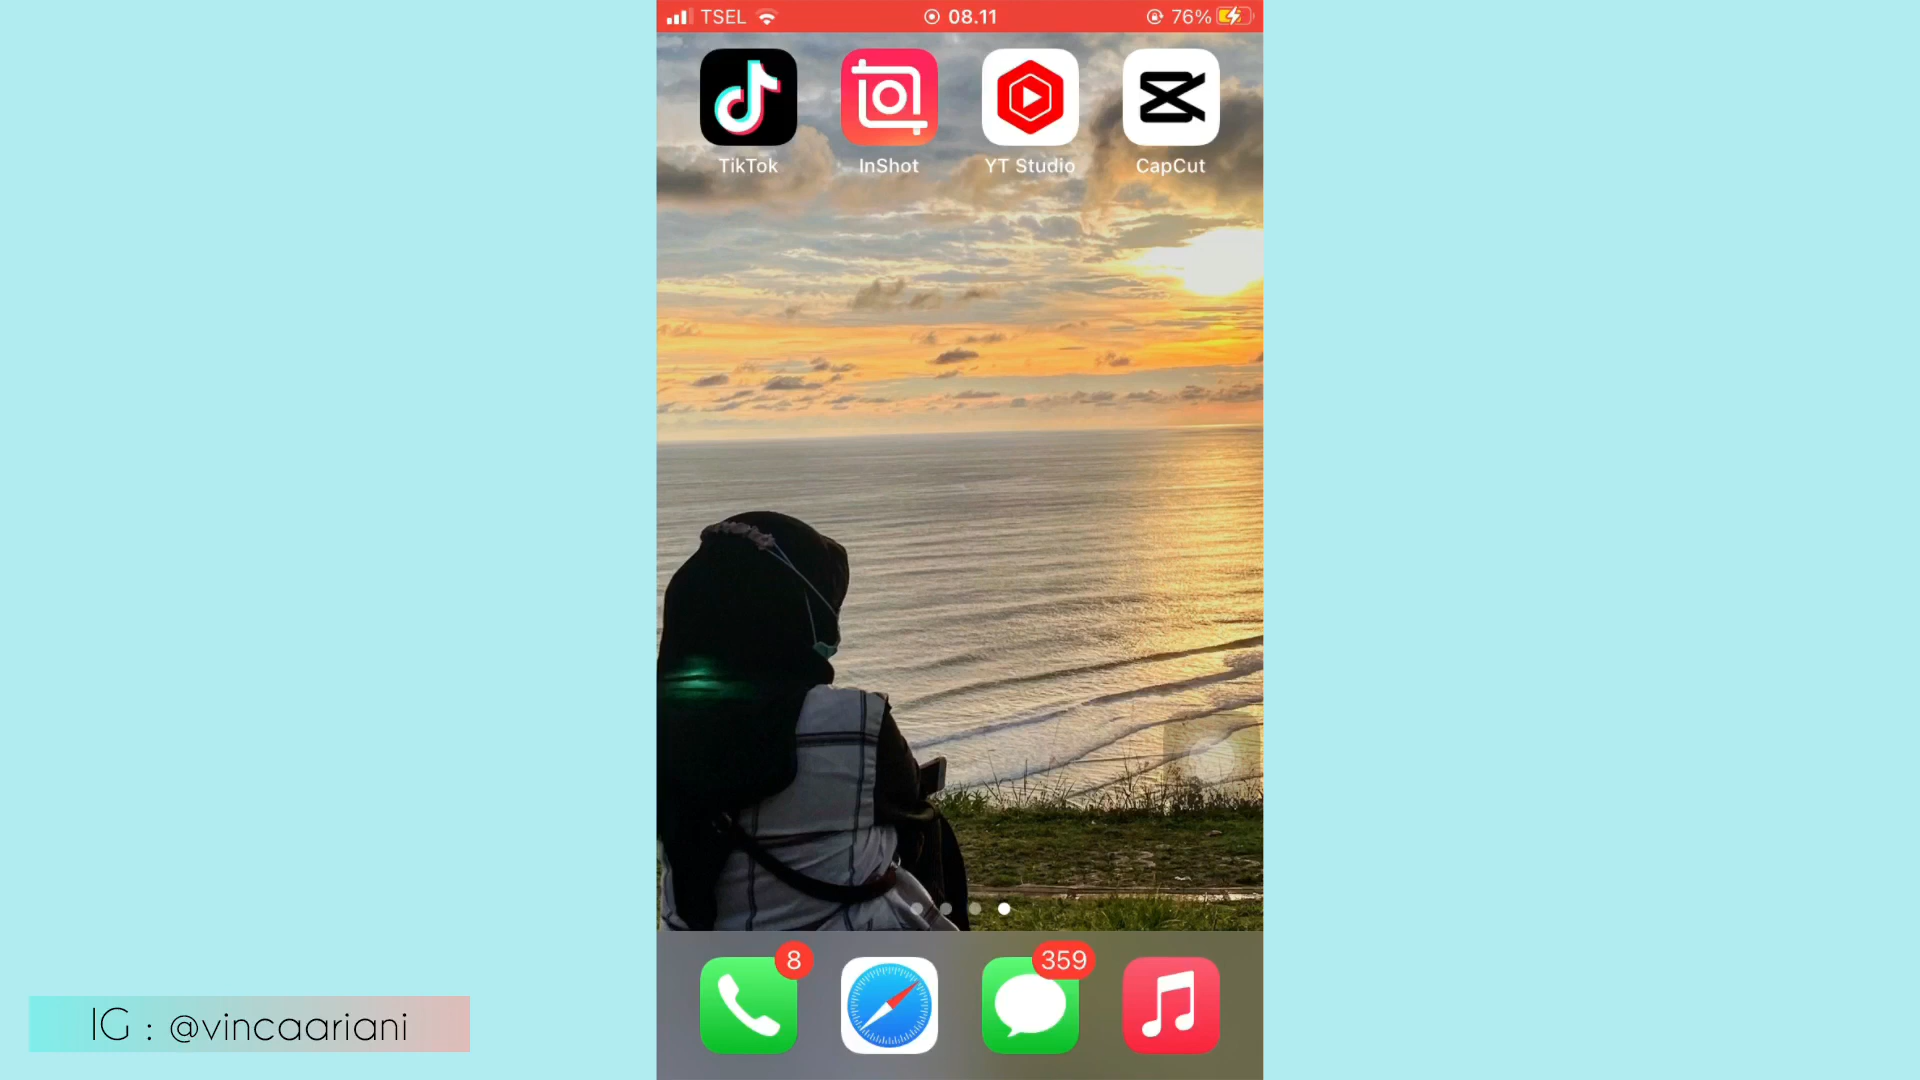 TSEL 08.11 76%
TikTok InShot YT Studio CapCut
8 359
IG : @vincaariani